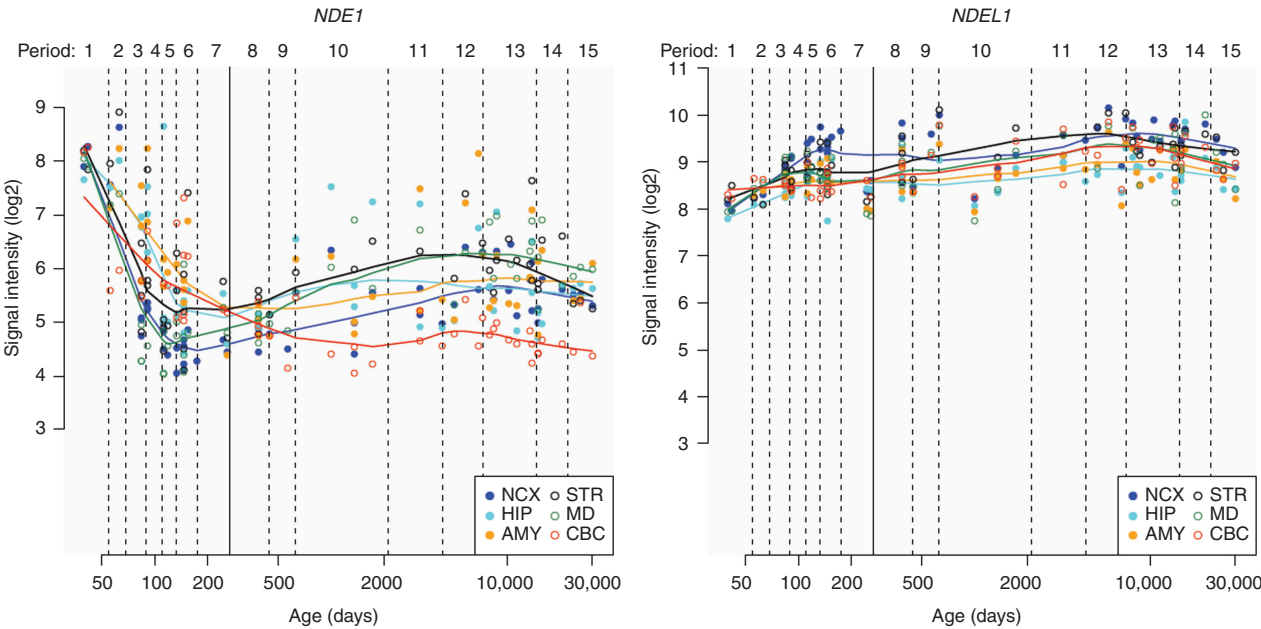 NDE1
Period: 1 2 3 4 5 6 7 8 9 10 11 12 13 14 15
9
8
7
6
5
4
3
Signal intensity (log2)
NCX STR
HIP MD
AMY CBC
50 100 200 500 2000 10,000 30,000
Age (days)
NDEL1
Period: 1 2 3 4 5 6 7 8 9 10 11 12 13 14 15
11
10
9
8
7
6
5
4
3
Signal intensity (log2)
NCX STR
HIP MD
AMY CBC
50 100 200 500 2000 10,000 30,000
Age (days)